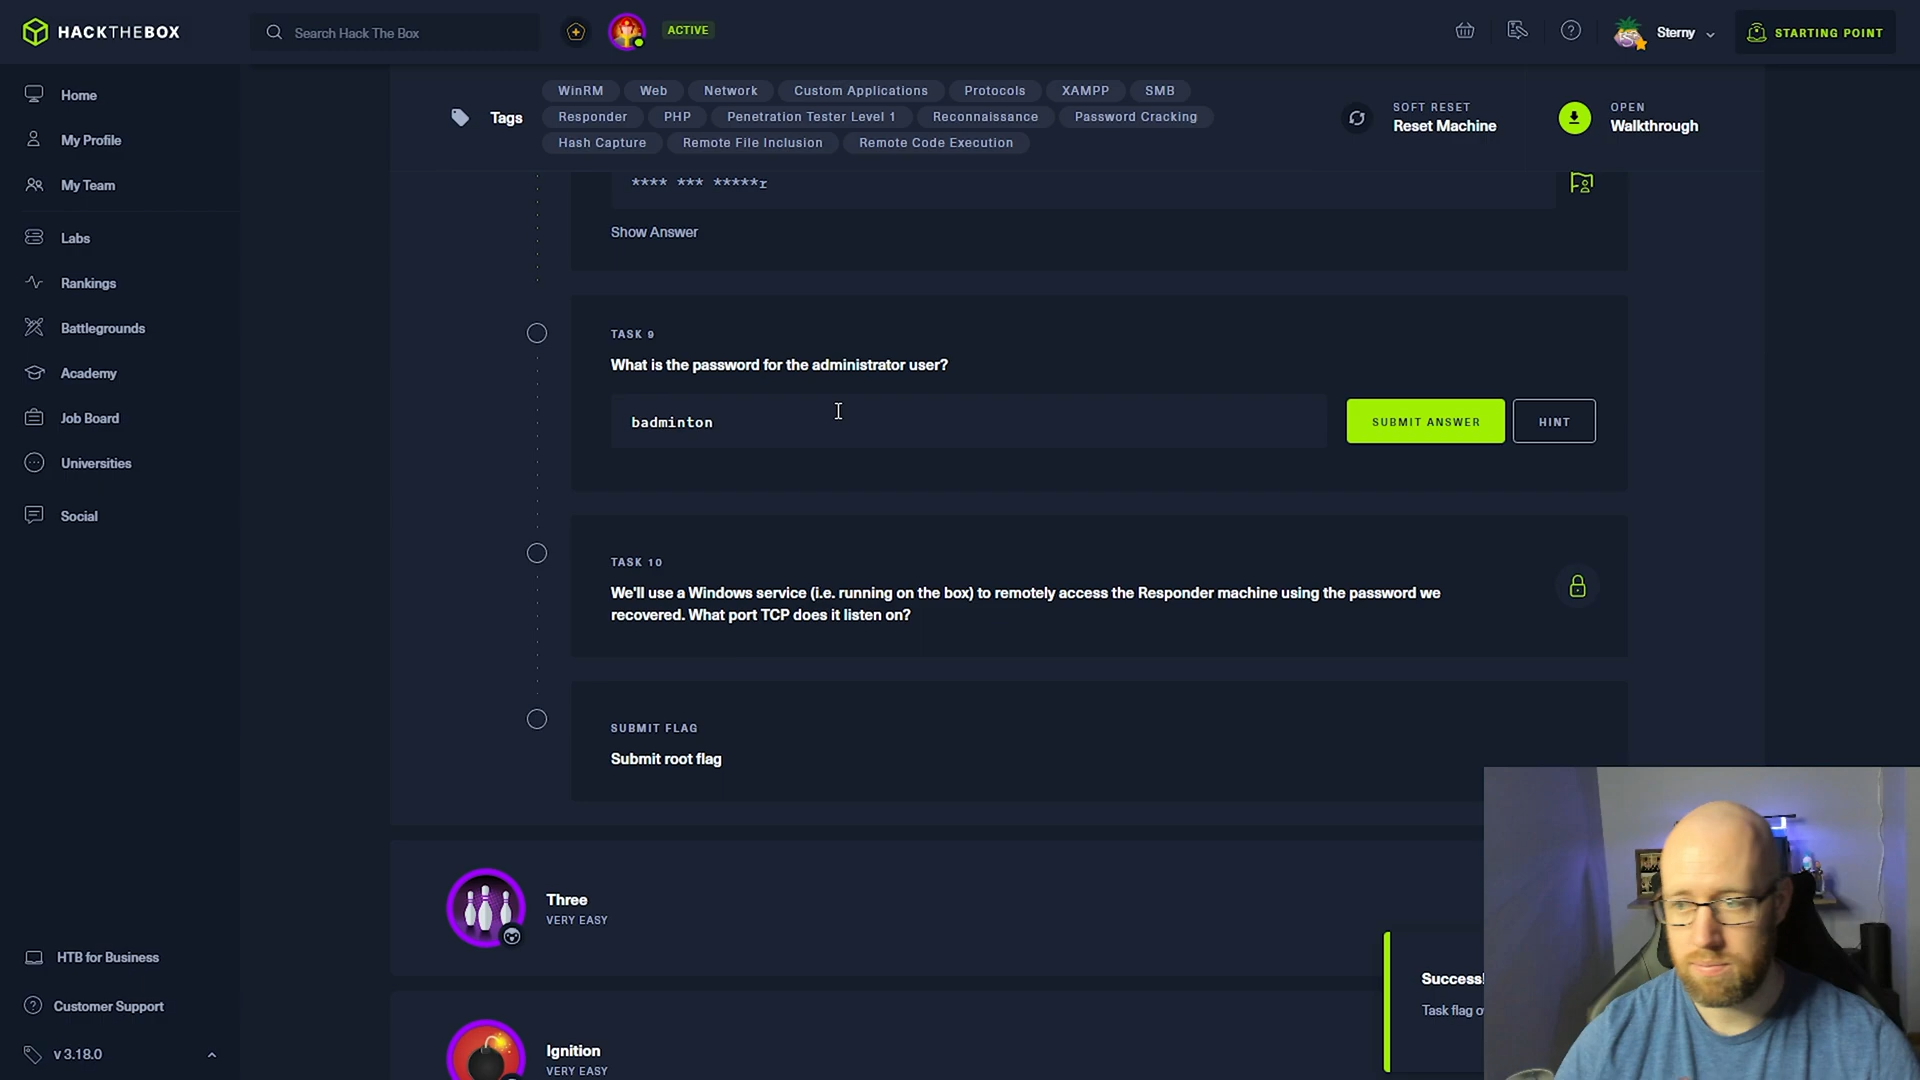 HACKTHEBOX
Search Hack The Box
ACTIVE
Sterny
STARTING POINT
Home
My Profile
My Team
Labs
Rankings
Battlegrounds
Academy
Job Board
Universities
Social
HTB for Business
Customer Support
v 3.18.0
Tags
WinRM Web Network Custom Applications Protocols XAMPP SMB
Responder PHP Penetration Tester Level 1 Reconnaissance Password Cracking
Hash Capture Remote File Inclusion Remote Code Execution
SOFT RESET
Reset Machine
OPEN
Walkthrough
**** *** *****r
Show Answer
TASK 9
What is the password for the administrator user?
badminton
SUBMIT ANSWER
HINT
TASK 10
We'll use a Windows service (i.e. running on the box) to remotely access the Responder machine using the password we
recovered. What port TCP does it listen on?
SUBMIT FLAG
Submit root flag
Three
VERY EASY
Ignition
VERY EASY
Success!
Task flag o